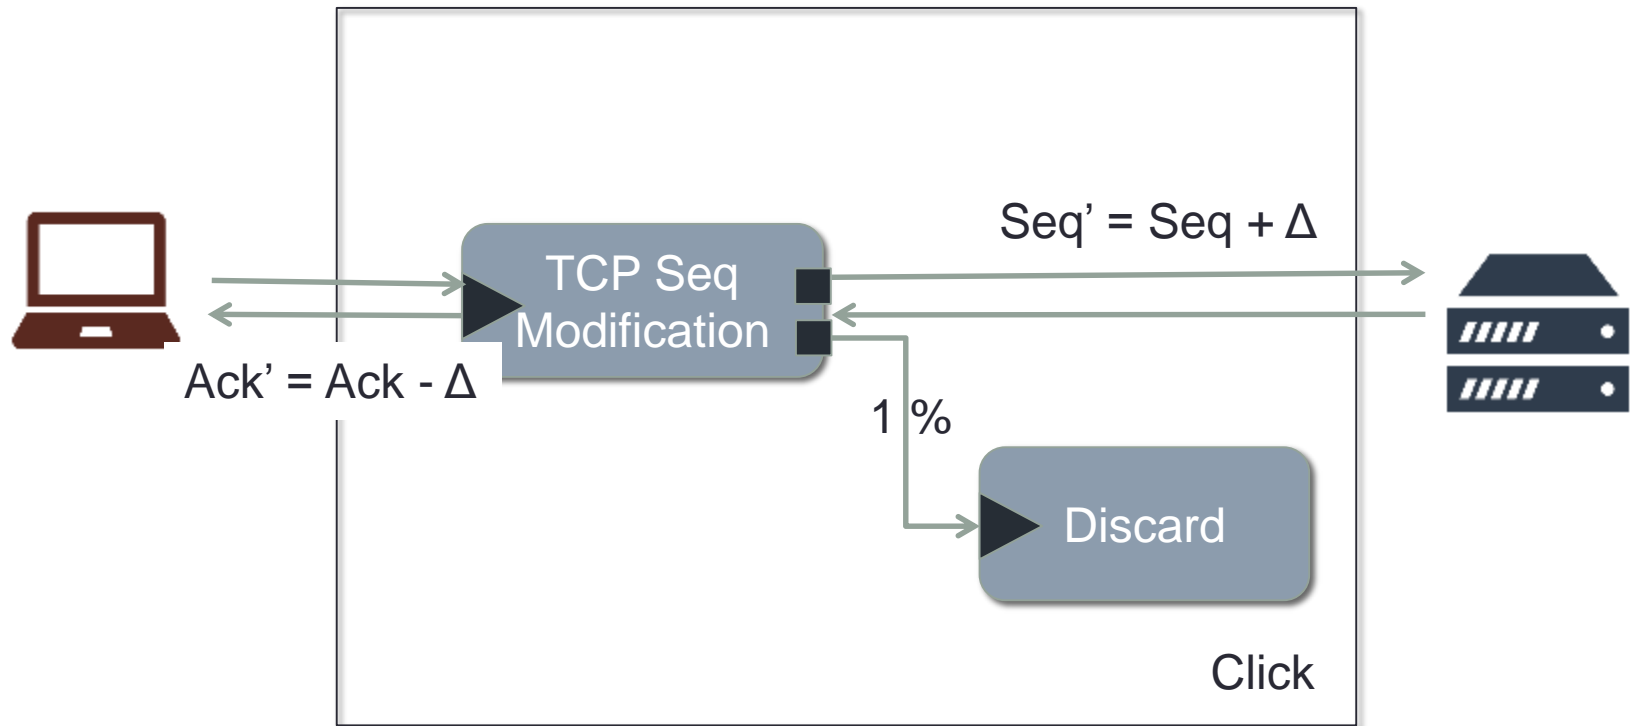 Seq’ = Seq + Δ
TCP Seq
Modification
Ack’ = Ack - Δ
1 %
Discard
Click